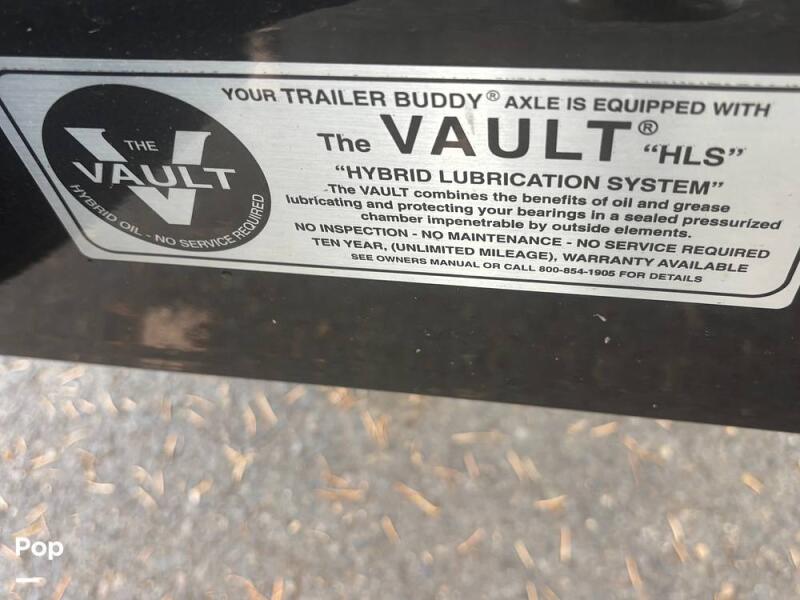 THE
VAULT
HYBRID OIL - NO SERVICE REQUIRED
YOUR TRAILER BUDDY® AXLE IS EQUIPPED WITH
The VAULT® "HLS"
"HYBRID LUBRICATION SYSTEM"
The VAULT combines the benefits of oil and grease
lubricating and protecting your bearings in a sealed pressurized
chamber impenetrable by outside elements.
NO INSPECTION - NO MAINTENANCE - NO SERVICE REQUIRED
TEN YEAR, (UNLIMITED MILEAGE), WARRANTY AVAILABLE
SEE OWNERS MANUAL OR CALL 800-854-1905 FOR DETAILS
Pop